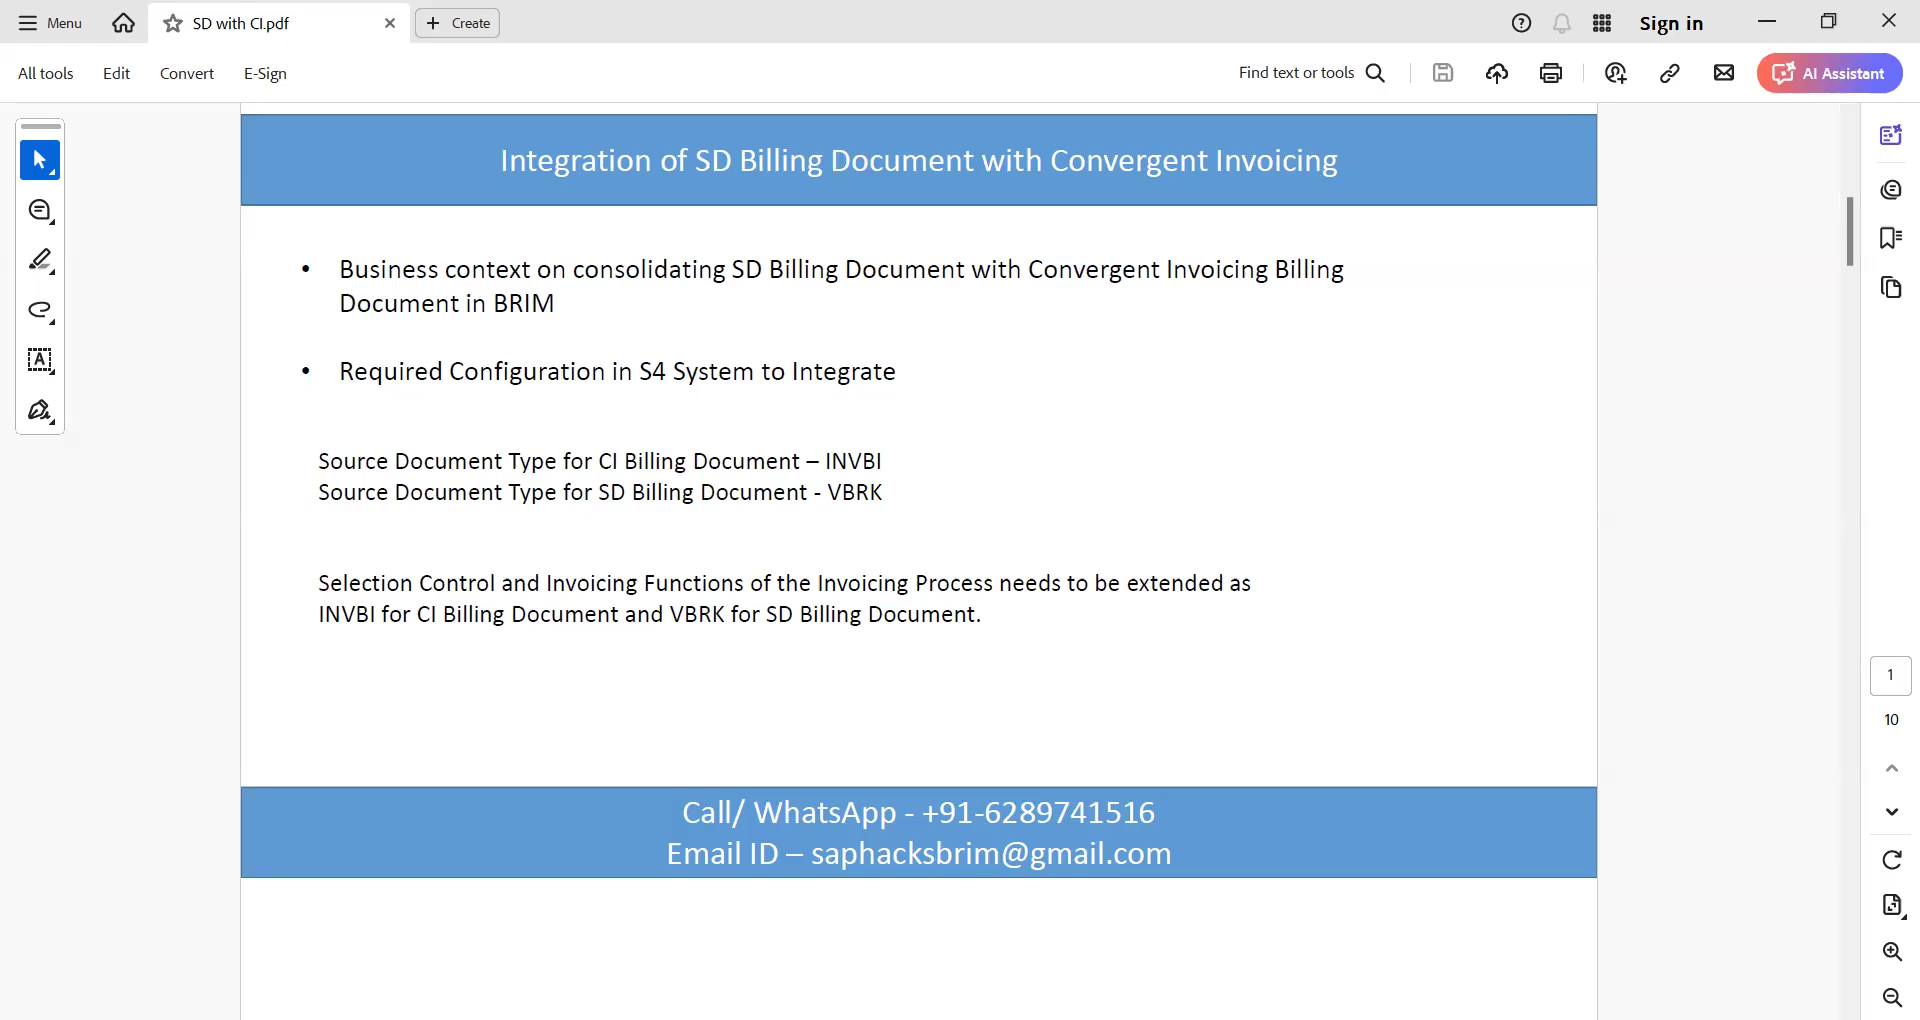 Menu
SD with CI.pdf
Create
Sign in
All tools
Edit
Convert
E-Sign
Find text or tools
AI Assistant
Integration of SD Billing Document with Convergent Invoicing
• Business context on consolidating SD Billing Document with Convergent Invoicing Billing
Document in BRIM
• Required Configuration in S4 System to Integrate
Source Document Type for CI Billing Document – INVBI
Source Document Type for SD Billing Document - VBRK
Selection Control and Invoicing Functions of the Invoicing Process needs to be extended as
INVBI for CI Billing Document and VBRK for SD Billing Document.
Call/ WhatsApp - +91-6289741516
Email ID – saphacksbrim@gmail.com
1
10